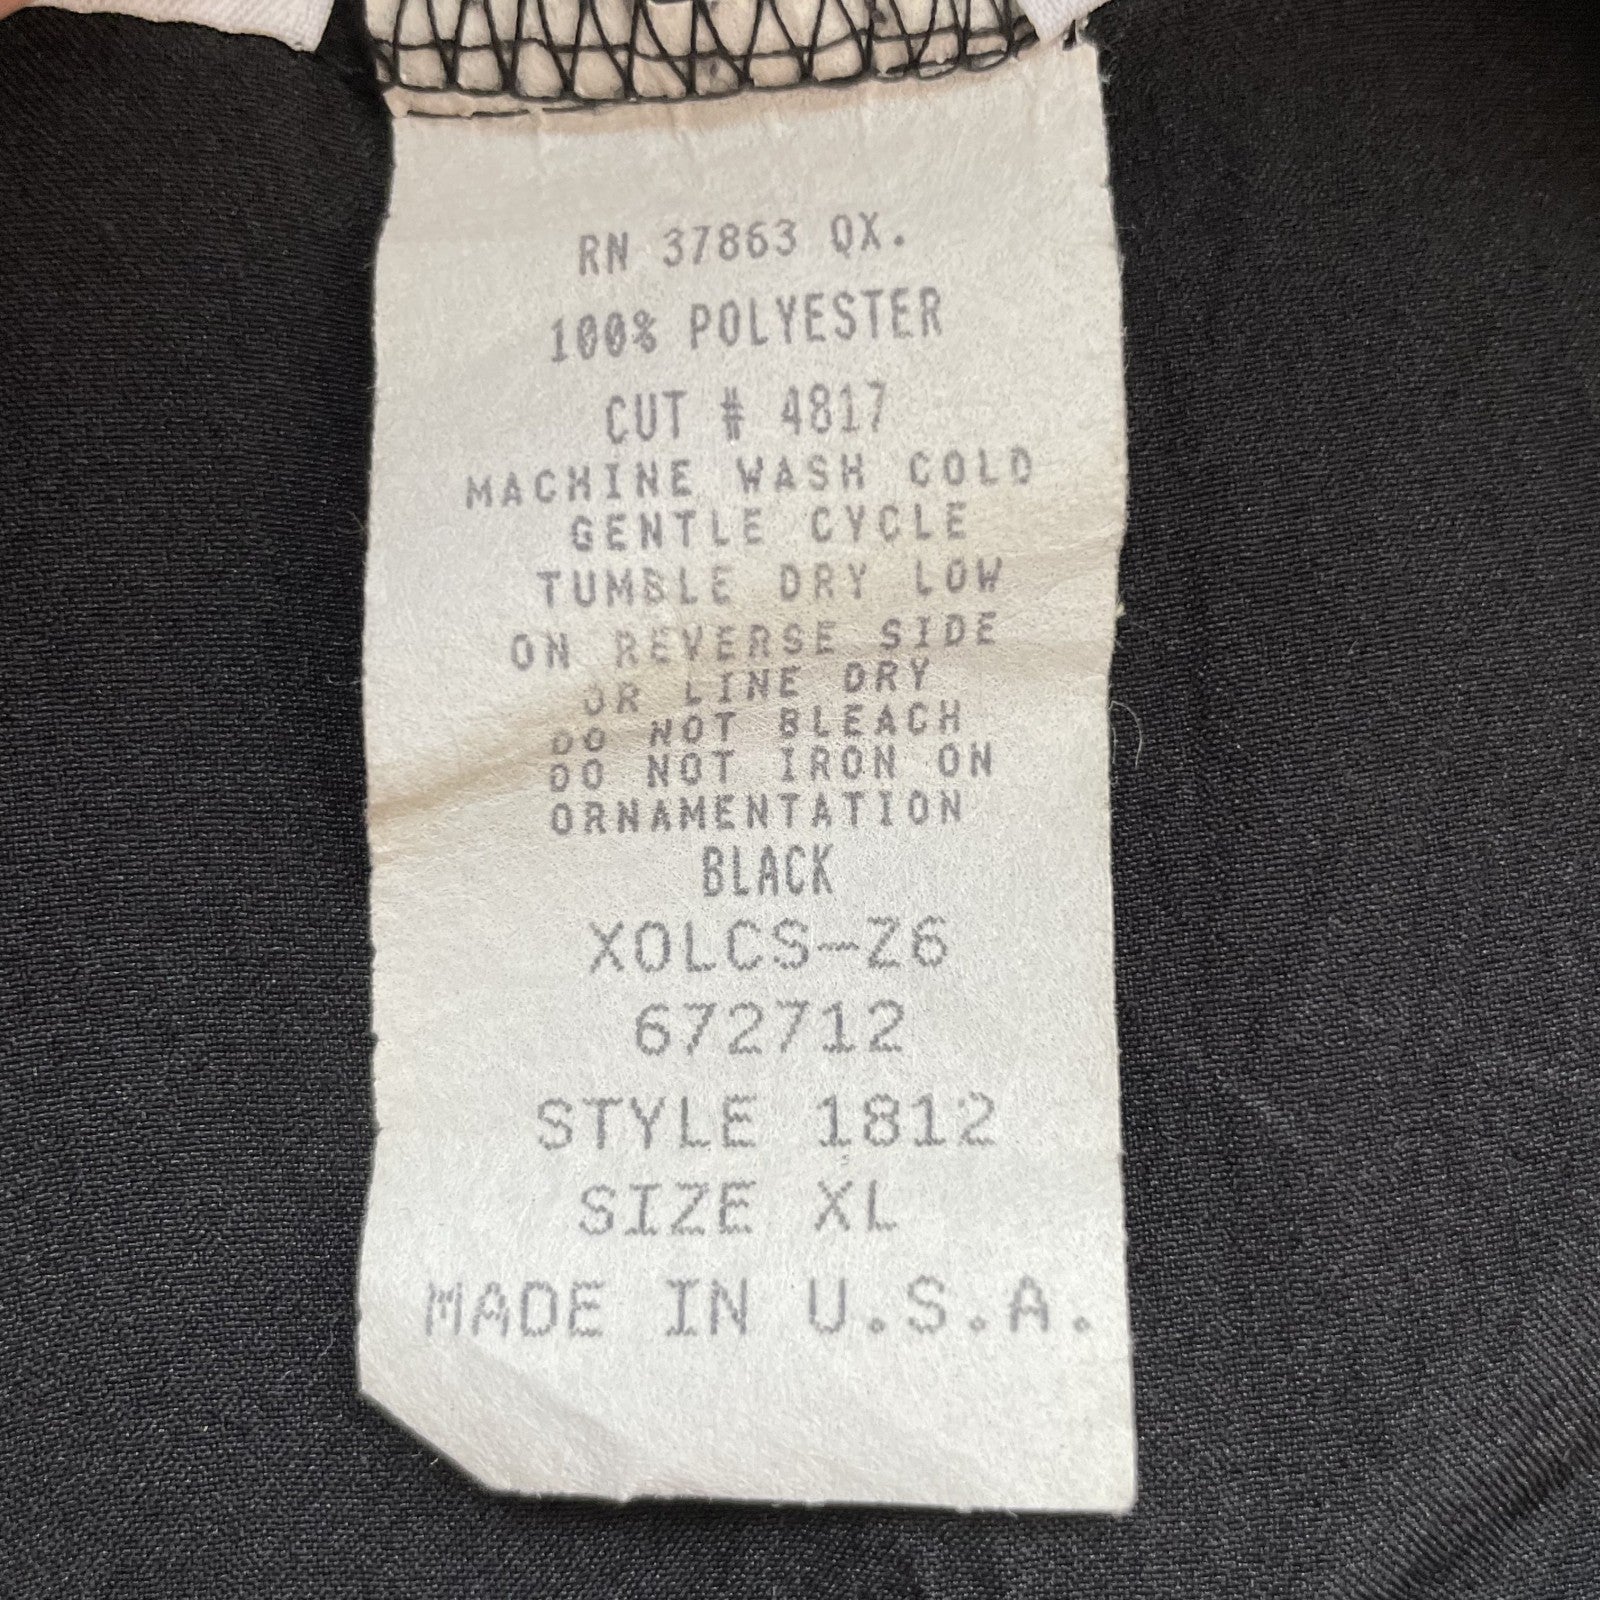 RN 37863 QX.
100% POLYESTER
CUT # 4817
MACHINE WASH COLD
GENTLE CYCLE
TUMBLE DRY LOW
ON REVERSE SIDE
OR LINE DRY
DO NOT BLEACH
DO NOT IRON ON
ORNAMENTATION
BLACK
XOLCS-Z6
672712
STYLE 1812
SIZE XL
MADE IN U.S.A.